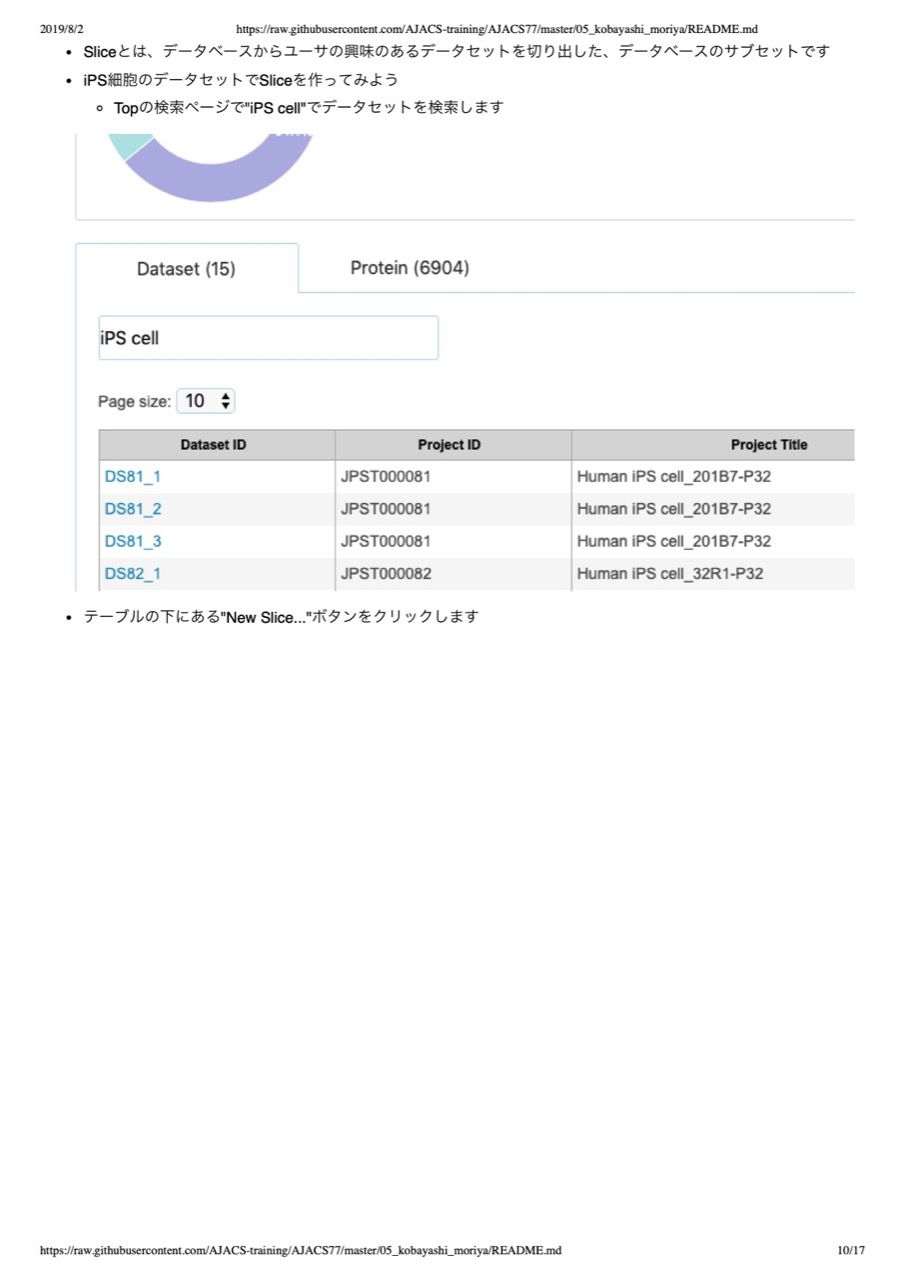 2019/8/2
https://raw.githubusercontent.com/AJACS-training/AJACS77/master/05_kobayashi_moriya/README.md
Sliceとは、データベースからユーザの興味のあるデータセットを切り出した、データベースのサブセットです
iPS細胞のデータセットでSliceを作ってみよう
Topの検索ページで"iPS cell"でデータセットを検索します
Dataset (15)
Protein (6904)
iPS cell
Page size: 10
Dataset ID Project ID Project Title
DS81_1 JPST000081 Human iPS cell_201B7-P32
DS81_2 JPST000081 Human iPS cell_201B7-P32
DS81_3 JPST000081 Human iPS cell_201B7-P32
DS82_1 JPST000082 Human iPS cell_32R1-P32
テーブルの下にある"New Slice..."ボタンをクリックします
https://raw.githubusercontent.com/AJACS-training/AJACS77/master/05_kobayashi_moriya/README.md
10/17